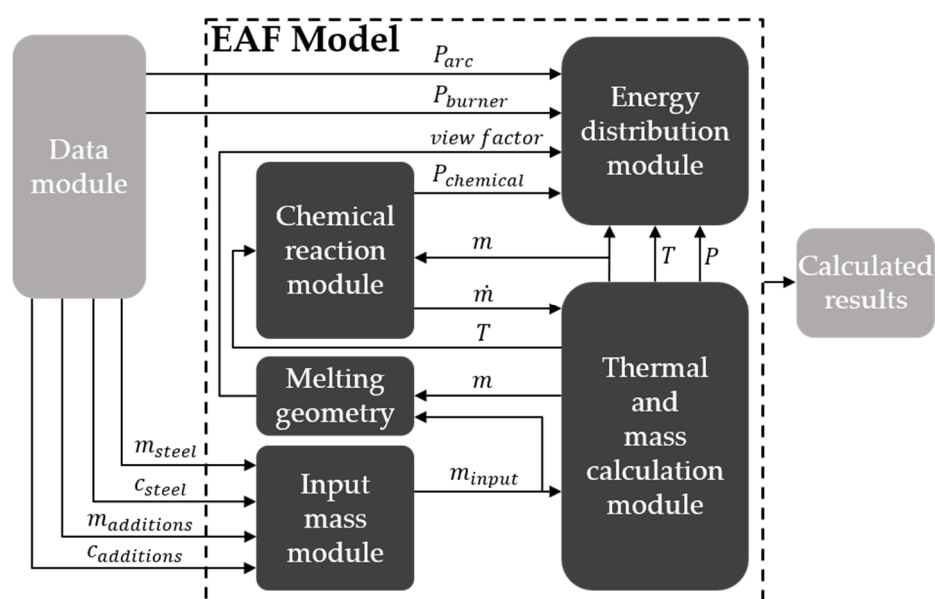 EAF Model
P_arc
P_burner
Data
module
Energy
distribution
module
view factor
P_chemical
Chemical
reaction
module
m
T
P
ṁ
T
Calculated
results
Melting
geometry
m
Thermal
and
mass
calculation
module
m_steel
c_steel
m_additions
c_additions
Input
mass
module
m_input